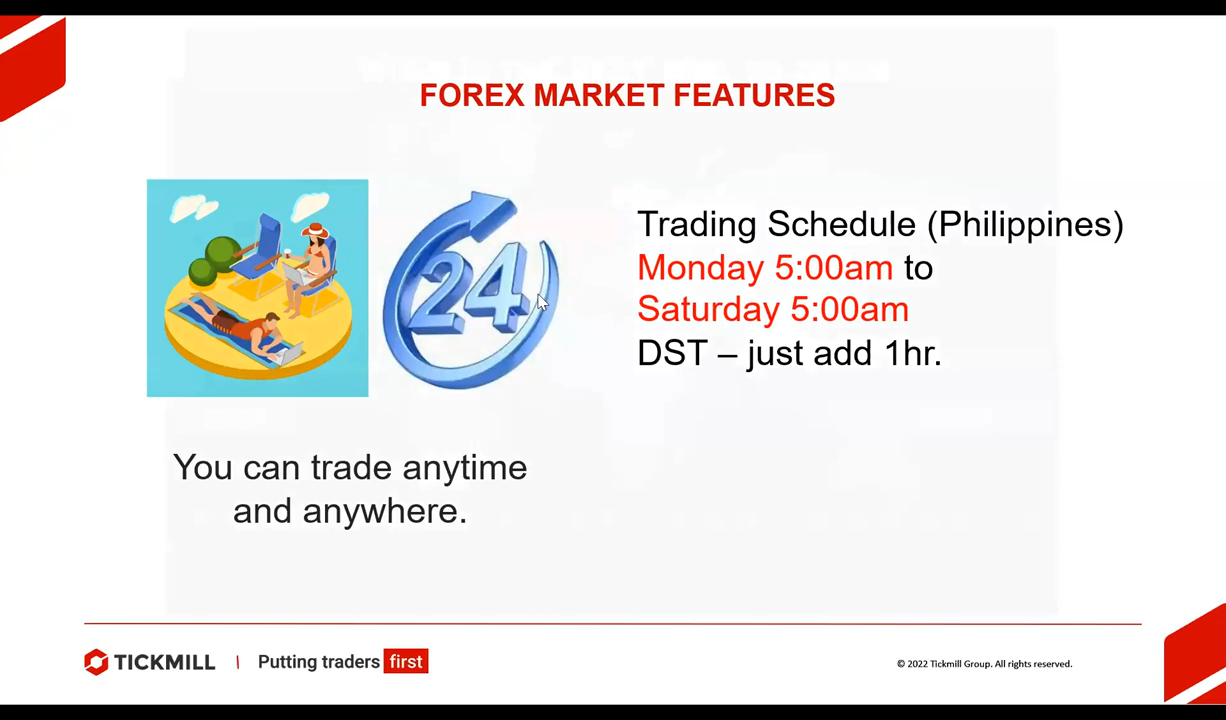 FOREX MARKET FEATURES
24
Trading Schedule (Philippines)
Monday 5:00am to
Saturday 5:00am
DST – just add 1hr.
You can trade anytime
and anywhere.
TICKMILL | Putting traders first
© 2022 Tickmill Group. All rights reserved.